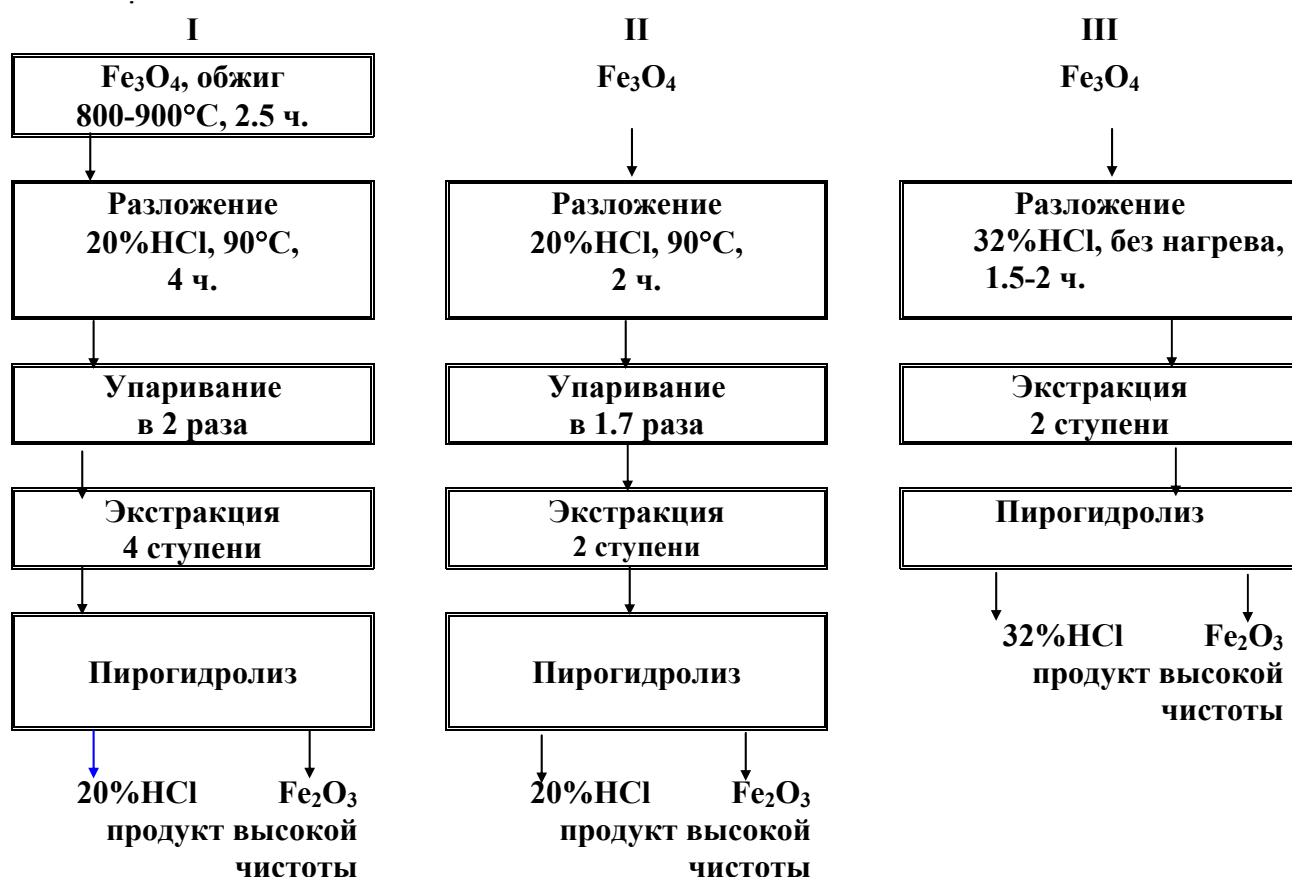 I
Fe₃O₄, обжиг
800-900°C, 2.5 ч.
Разложение
20%HCl, 90°C,
4 ч.
Упаривание
в 2 раза
Экстракция
4 ступени
Пирогидролиз
20%HCl Fe₂O₃
продукт высокой
чистоты
II
Fe₃O₄
Разложение
20%HCl, 90°C,
2 ч.
Упаривание
в 1.7 раза
Экстракция
2 ступени
Пирогидролиз
20%HCl Fe₂O₃
продукт высокой
чистоты
III
Fe₃O₄
Разложение
32%HCl, без нагрева,
1.5-2 ч.
Экстракция
2 ступени
Пирогидролиз
32%HCl Fe₂O₃
продукт высокой
чистоты